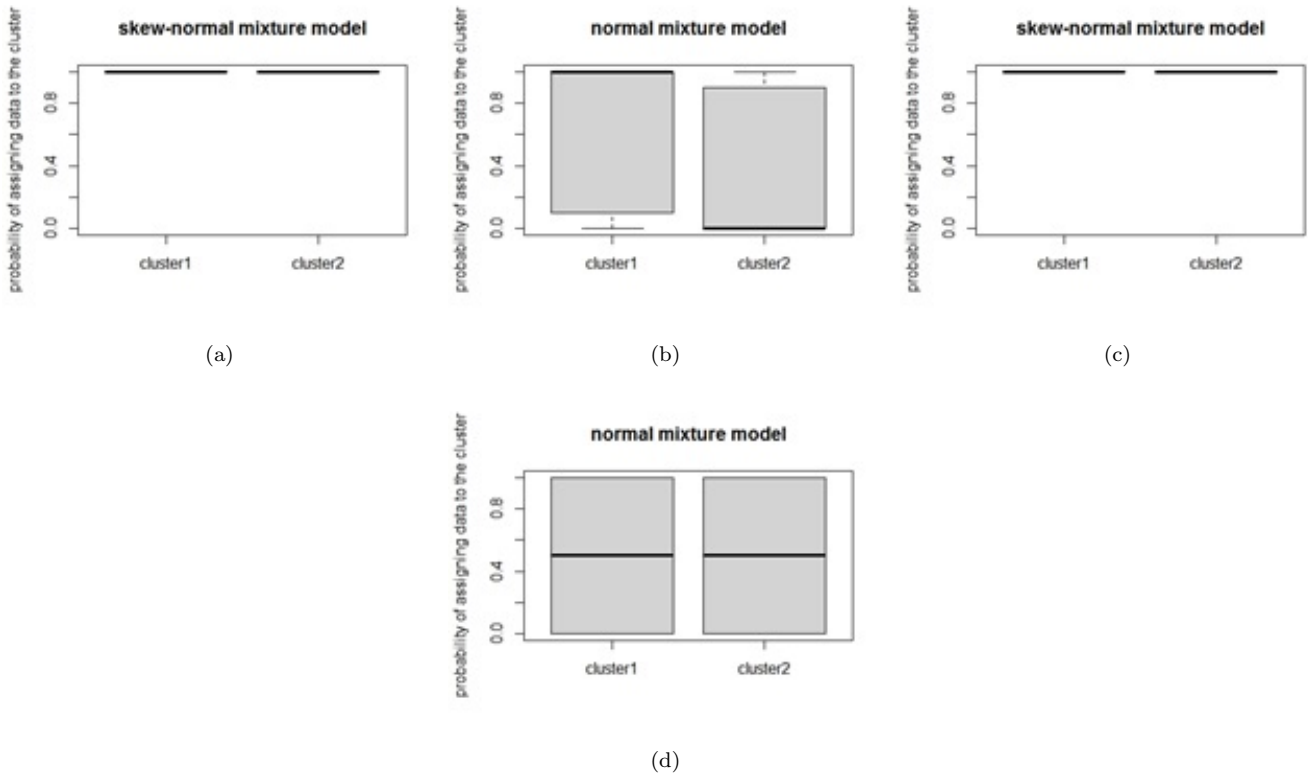 skew-normal mixture model
probability of assigning data to the cluster
0.8
0.4
0.0
cluster1 cluster2
(a)
normal mixture model
probability of assigning data to the cluster
0.8
0.4
0.0
cluster1 cluster2
(b)
skew-normal mixture model
probability of assigning data to the cluster
0.8
0.4
0.0
cluster1 cluster2
(c)
normal mixture model
probability of assigning data to the cluster
0.8
0.4
0.0
cluster1 cluster2
(d)